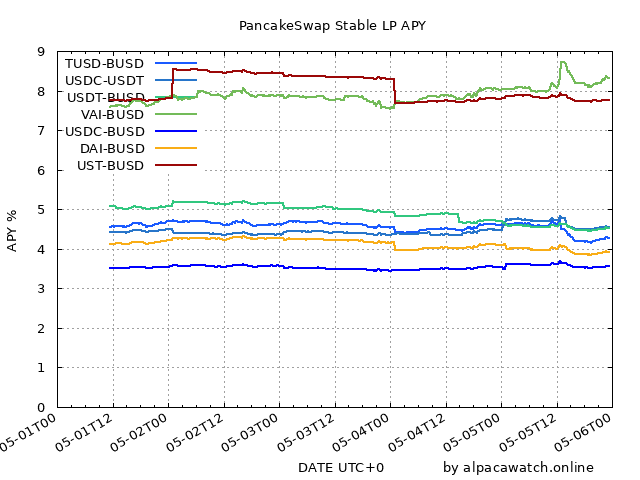 PancakeSwap Stable LP APY
9
8
7
6
5
4
3
2
1
0
APY %
TUSD-BUSD
USDC-USDT
USDT-BUSD
VAI-BUSD
USDC-BUSD
DAI-BUSD
UST-BUSD
05-01T00
05-01T12
05-02T00
05-02T12
05-03T00
05-03T12
05-04T00
05-04T12
05-05T00
05-05T12
05-06T00
DATE UTC+0
by alpacawatch.online